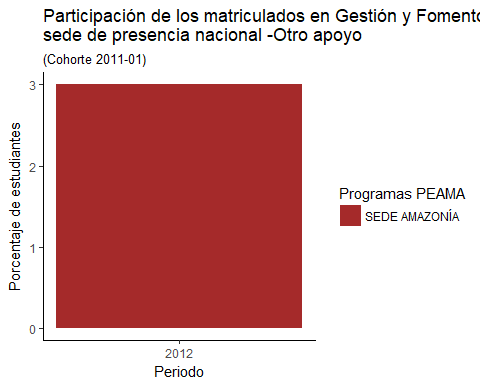 Participación de los matriculados en Gestión y Fomento
sede de presencia nacional -Otro apoyo
(Cohorte 2011-01)
Porcentaje de estudiantes
3
2
1
0
2012
Periodo
Programas PEAMA
SEDE AMAZONÍA